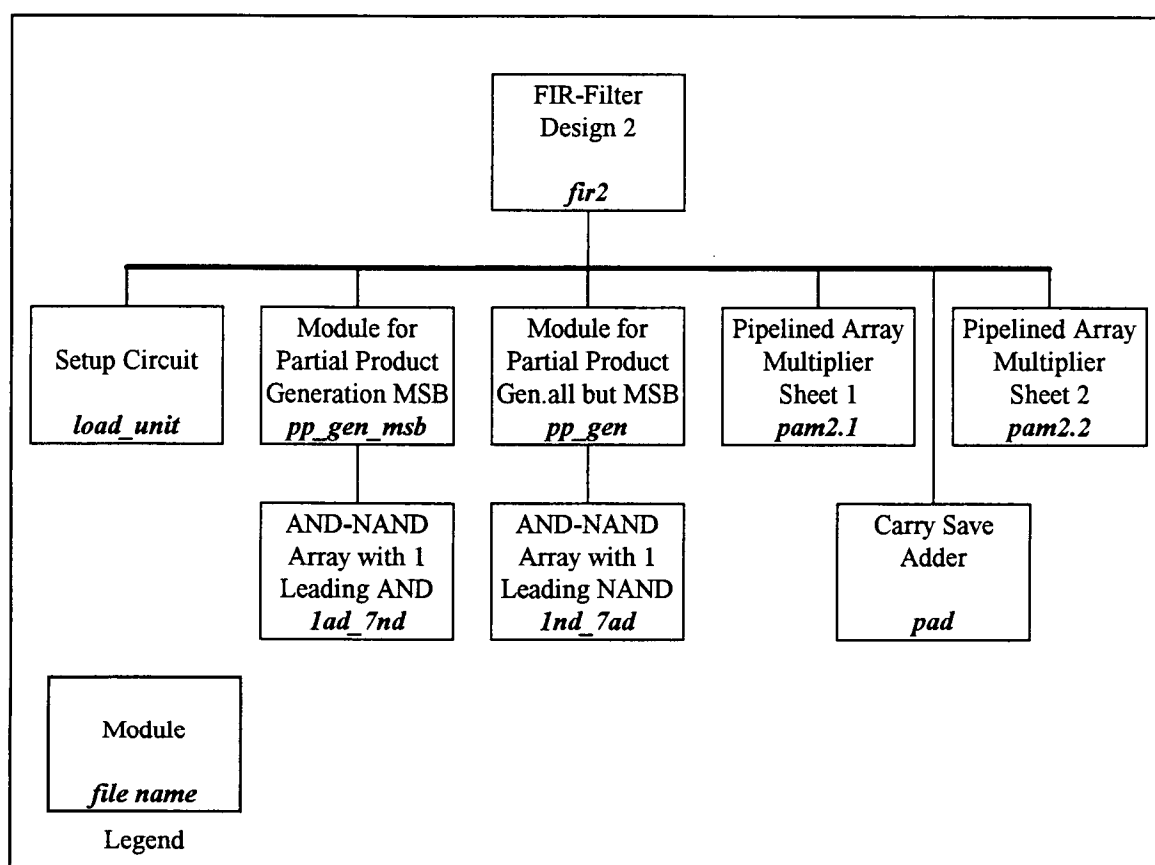 FIR-Filter
Design 2
fir2
Setup Circuit
load_unit
Module for
Partial Product
Generation MSB
pp_gen_msb
Module for
Partial Product
Gen.all but MSB
pp_gen
Pipelined Array
Multiplier
Sheet 1
pam2.1
Pipelined Array
Multiplier
Sheet 2
pam2.2
AND-NAND
Array with 1
Leading AND
1ad_7nd
AND-NAND
Array with 1
Leading NAND
1nd_7ad
Carry Save
Adder
pad
Module
file name
Legend